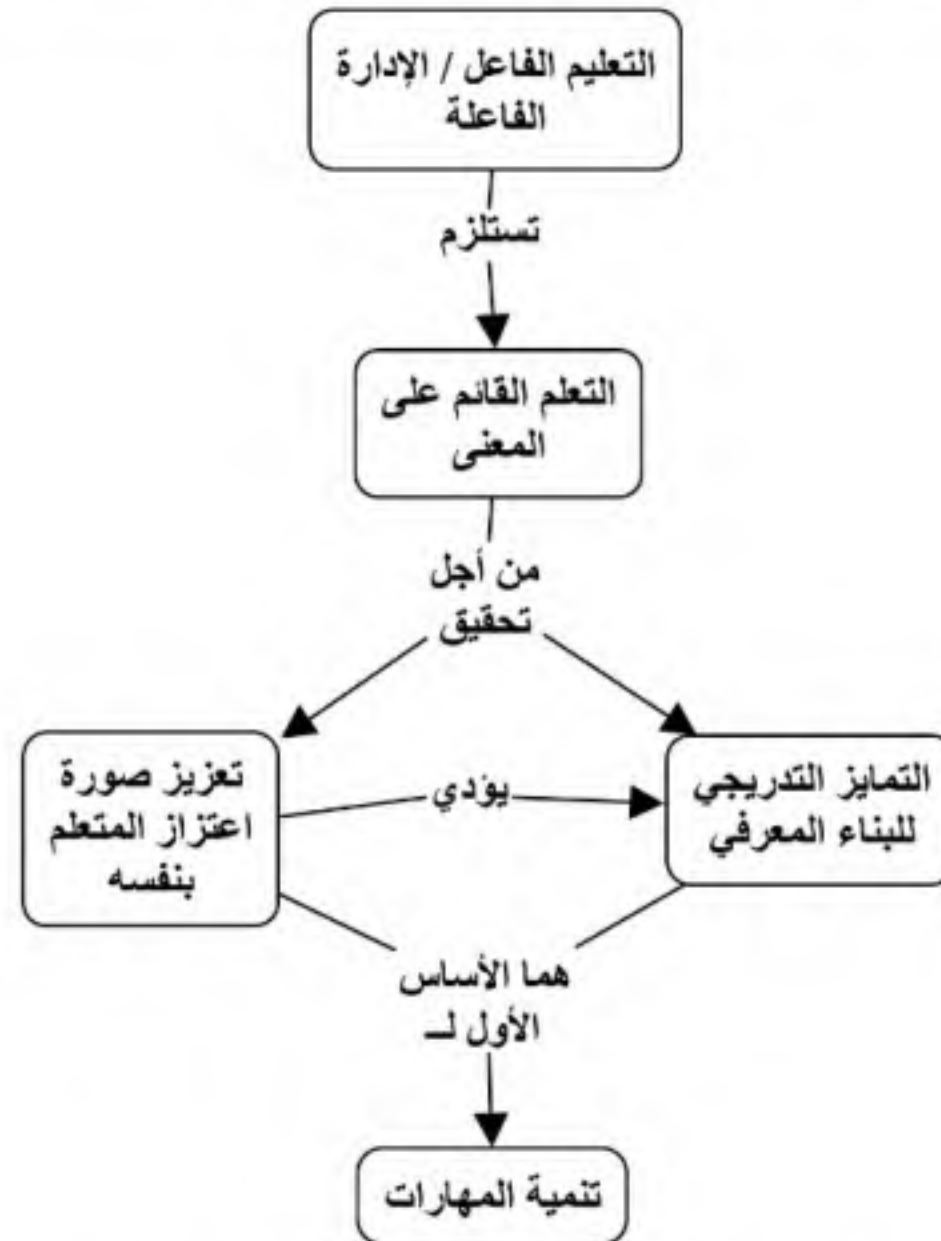 التعليم الفاعل / الإدارة
الفاعلة
تستلزم
التعلم القائم على
المعنى
من أجل
تحقيق
تعزيز صورة
اعتزاز المتعلم
بنفسه
يؤدي
التمايز التدريجي
للبناء المعرفي
هما الأساس
الأول لــ
تنمية المهارات